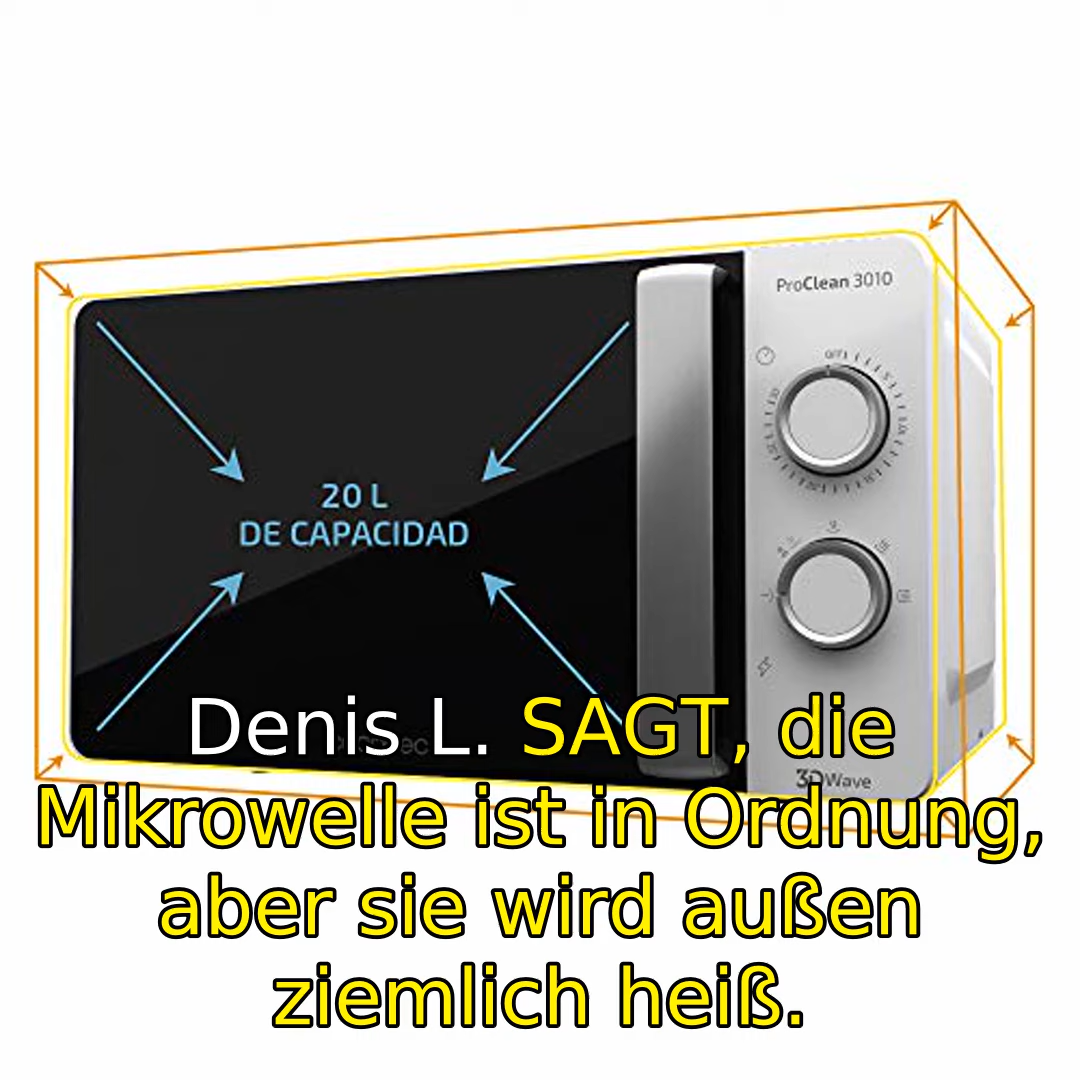 ProClean 3010
20 L
DE CAPACIDAD
3DWave
Denis L. SAGT, die
Mikrowelle ist in Ordnung,
aber sie wird außen
ziemlich heiß.